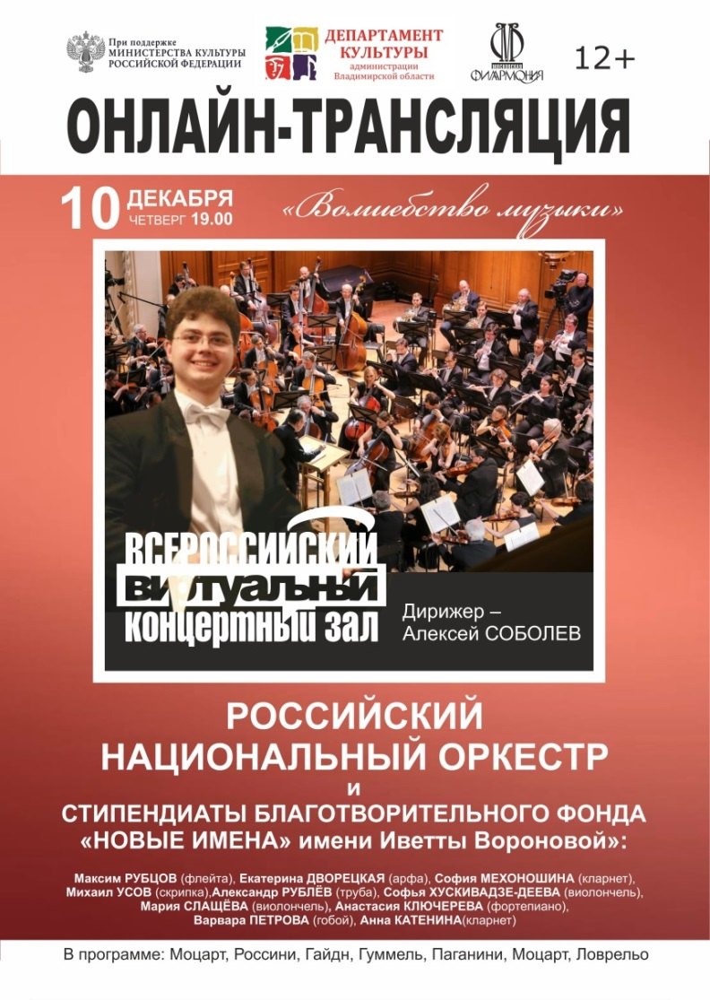 При поддержке
МИНИСТЕРСТВА КУЛЬТУРЫ
РОССИЙСКОЙ ФЕДЕРАЦИИ
ДЕПАРТАМЕНТ
КУЛЬТУРЫ
администрации
Владимирской области
МОСКОВСКАЯ
ФИЛАРМОНИЯ
12+
ОНЛАЙН-ТРАНСЛЯЦИЯ
10 ДЕКАБРЯ
ЧЕТВЕРГ 19.00
«Волшебство музыки»
ВСЕРОССИЙСКИЙ
виртуальный
концертный зал
Дирижер –
Алексей СОБОЛЕВ
РОССИЙСКИЙ
НАЦИОНАЛЬНЫЙ ОРКЕСТР
и
СТИПЕНДИАТЫ БЛАГОТВОРИТЕЛЬНОГО ФОНДА
«НОВЫЕ ИМЕНА» имени Иветты Вороновой»:
Максим РУБЦОВ (флейта), Екатерина ДВОРЕЦКАЯ (арфа), София МЕХОНОШИНА (кларнет),
Михаил УСОВ (скрипка),Александр РУБЛЁВ (труба), Софья ХУСКИВАДЗЕ-ДЕЕВА (виолончель),
Мария СЛАЩЁВА (виолончель), Анастасия КЛЮЧЕРЕВА (фортепиано),
Варвара ПЕТРОВА (гобой), Анна КАТЕНИНА(кларнет)
В программе: Моцарт, Россини, Гайдн, Гуммель, Паганини, Моцарт, Ловрельо